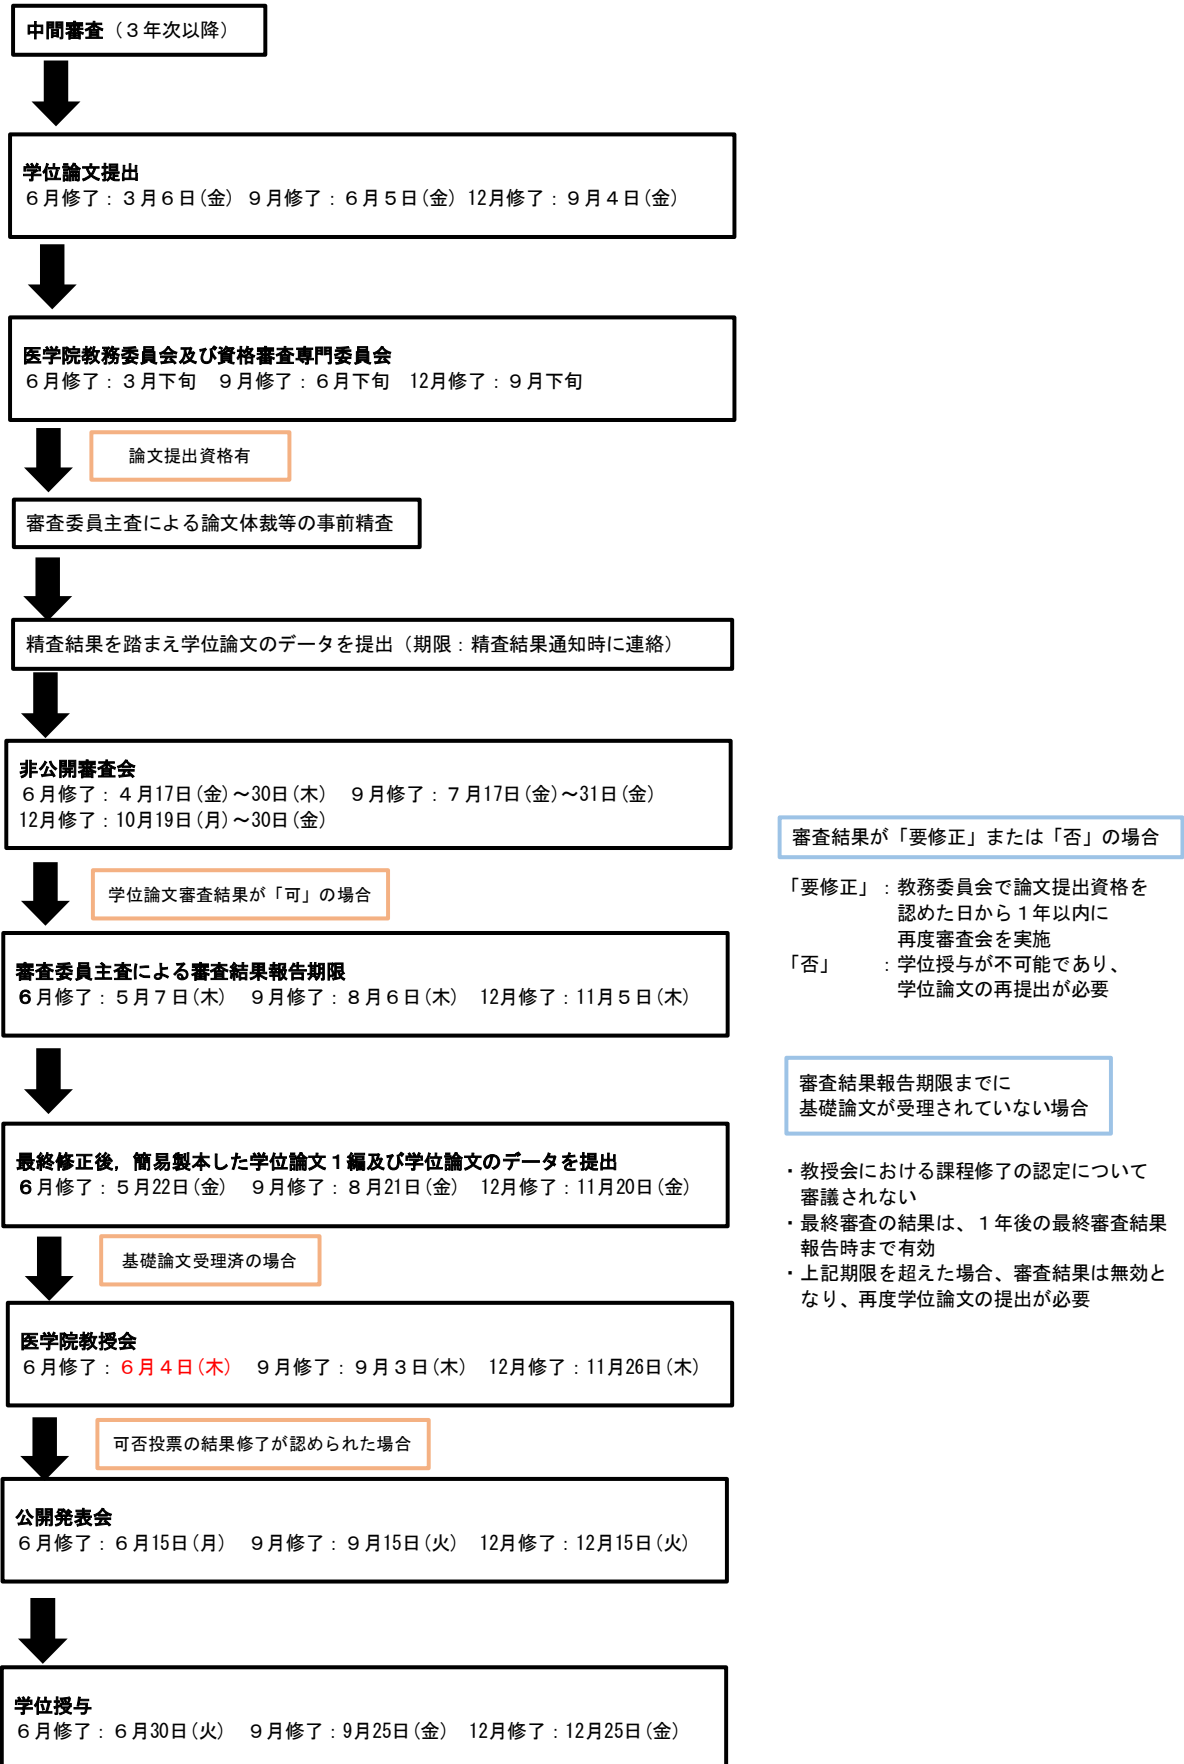 中間審査（３年次以降）
学位論文提出
６月修了：３月６日(金) ９月修了：６月５日(金) 12月修了：９月４日(金)
医学院教務委員会及び資格審査専門委員会
６月修了：３月下旬　９月修了：６月下旬　12月修了：９月下旬
論文提出資格有
審査委員主査による論文体裁等の事前精査
精査結果を踏まえ学位論文のデータを提出（期限：精査結果通知時に連絡）
非公開審査会
６月修了：４月17日(金)～30日(木)　９月修了：７月17日(金)～31日(金)
12月修了：10月19日(月)～30日(金)
学位論文審査結果が「可」の場合
審査委員主査による審査結果報告期限
６月修了：５月７日(木)　９月修了：８月６日(木)　12月修了：11月５日(木)
最終修正後，簡易製本した学位論文１編及び学位論文のデータを提出
６月修了：５月22日(金)　９月修了：８月21日(金)　12月修了：11月20日(金)
基礎論文受理済の場合
医学院教授会
６月修了：６月４日(木)　９月修了：９月３日(木)　12月修了：11月26日(木)
可否投票の結果修了が認められた場合
公開発表会
６月修了：６月15日(月)　９月修了：９月15日(火)　12月修了：12月15日(火)
学位授与
６月修了：６月30日(火)　９月修了：9月25日(金)　12月修了：12月25日(金)
審査結果が「要修正」または「否」の場合
「要修正」：教務委員会で論文提出資格を
認めた日から１年以内に
再度審査会を実施
「否」　　：学位授与が不可能であり、
学位論文の再提出が必要
審査結果報告期限までに
基礎論文が受理されていない場合
・教授会における課程修了の認定について
審議されない
・最終審査の結果は、１年後の最終審査結果
報告時まで有効
・上記期限を超えた場合、審査結果は無効と
なり、再度学位論文の提出が必要